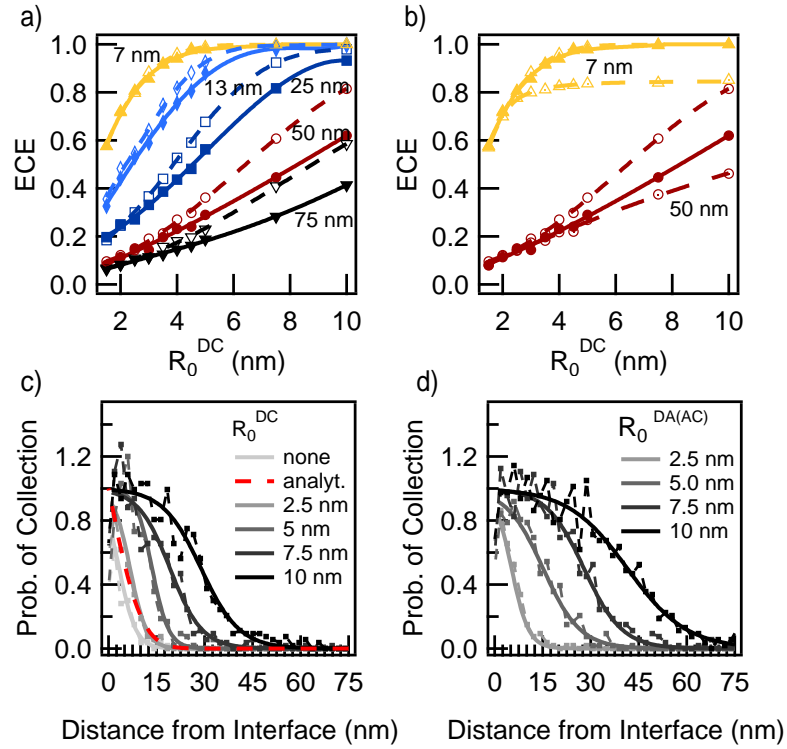 a)
ECE
1.0
0.8
0.6
0.4
0.2
0.0
7 nm
13 nm
25 nm
50 nm
75 nm
2 4 6 8 10
R₀ᴰᶜ (nm)
b)
ECE
1.0
0.8
0.6
0.4
0.2
0.0
7 nm
50 nm
2 4 6 8 10
R₀ᴰᶜ (nm)
c)
Prob. of Collection
1.2
0.8
0.4
0.0
R₀ᴰᶜ
none
analyt.
2.5 nm
5 nm
7.5 nm
10 nm
0 15 30 45 60 75
Distance from Interface (nm)
d)
Prob. of Collection
1.2
0.8
0.4
0.0
R₀ᴰᴬ⁽ᴬᶜ⁾
2.5 nm
5.0 nm
7.5 nm
10 nm
0 15 30 45 60 75
Distance from Interface (nm)